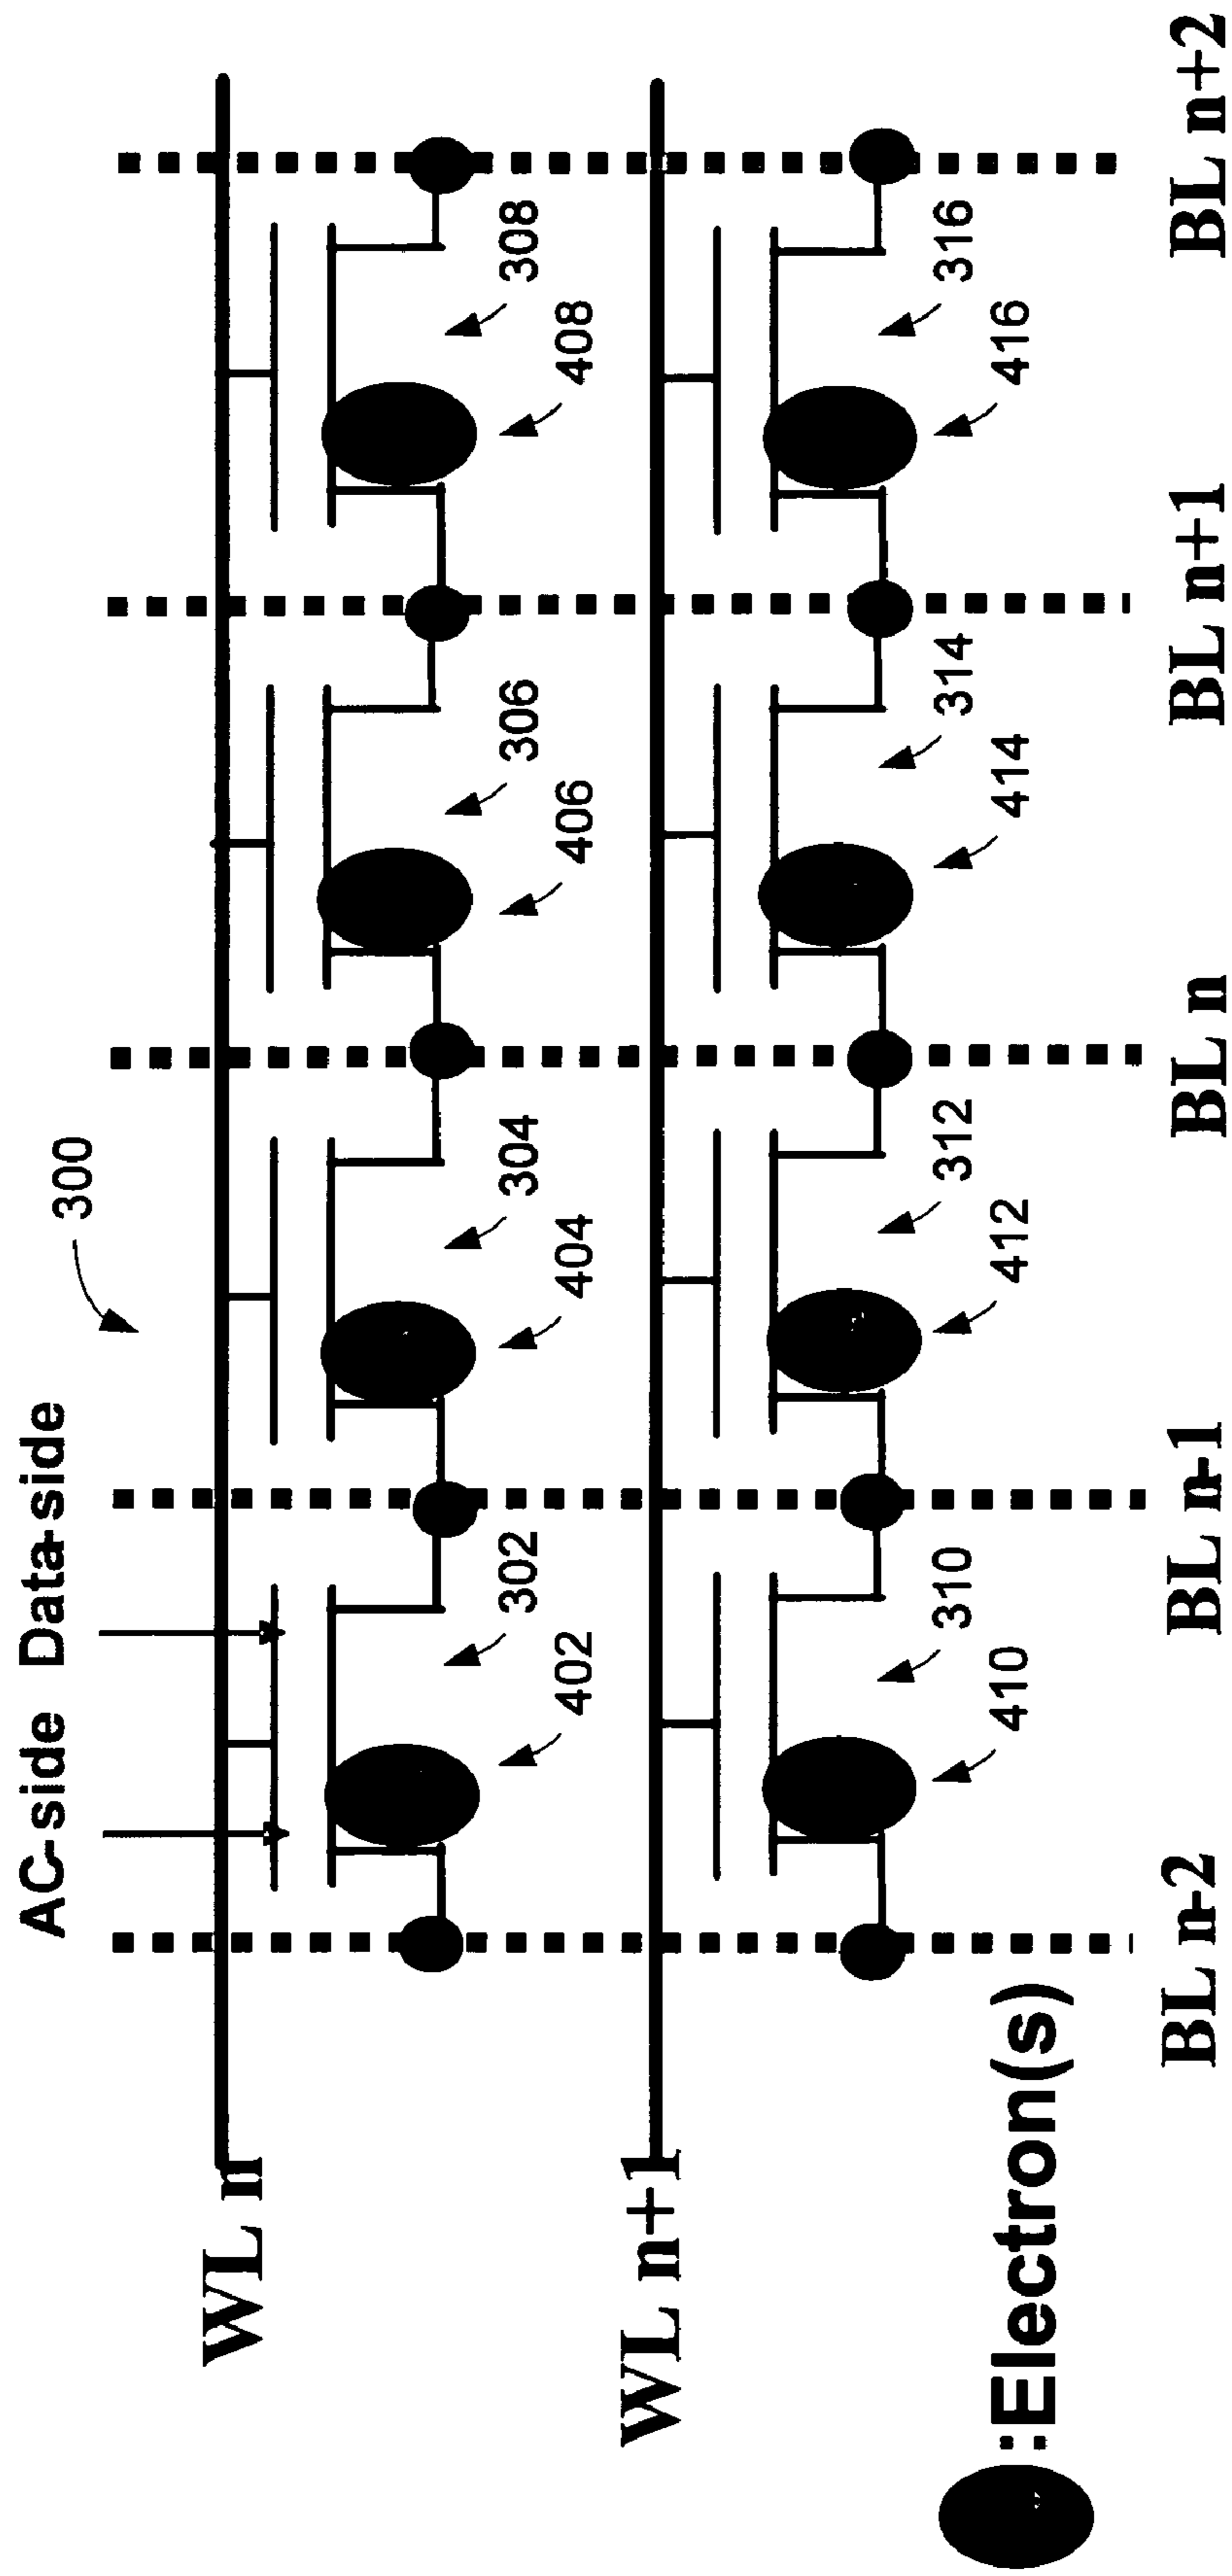 300
AC-side Data-side
WL n
302 304 306 308
402 404 406 408
WL n+1
310 312 314 316
410 412 414 416
:Electron(s)
BL n-2 BL n-1 BL n BL n+1 BL n+2